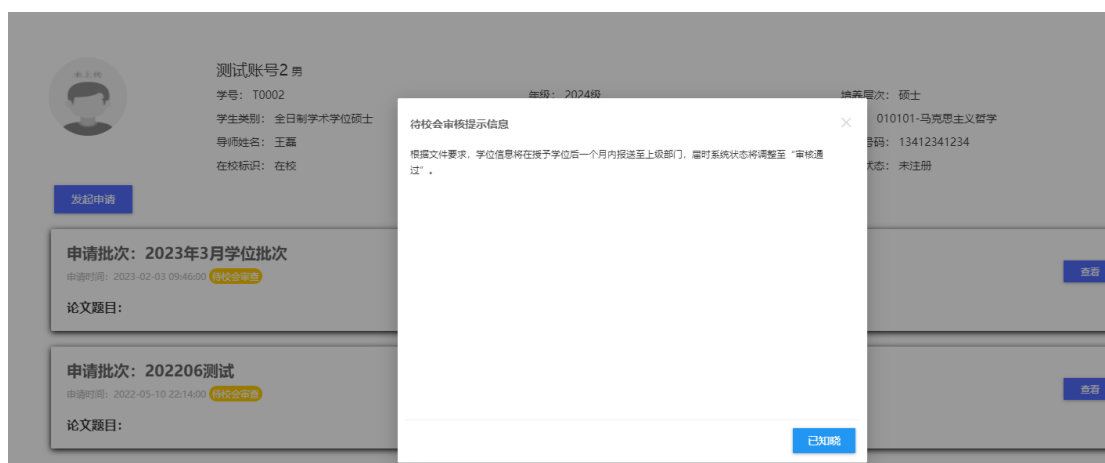 未上传
测试账号2 男
学号： T0002
年级： 2024级
培养层次： 硕士
学生类别： 全日制学术学位硕士
010101-马克思主义哲学
导师姓名： 王磊
号码： 13412341234
在校标识： 在校
状态： 未注册
发起申请
待校会审核提示信息
根据文件要求，学位信息将在授予学位后一个月内报送至上级部门，届时系统状态将调整至“审核通
过”。
申请批次：2023年3月学位批次
申请时间：2023-02-03 09:46:00 待校会审查
查看
论文题目：
申请批次：202206测试
申请时间：2022-05-10 22:14:00 待校会审查
查看
论文题目：
已知晓